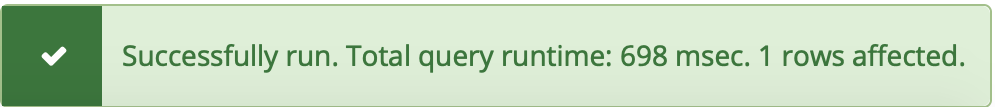 Successfully run. Total query runtime: 698 msec. 1 rows affected.